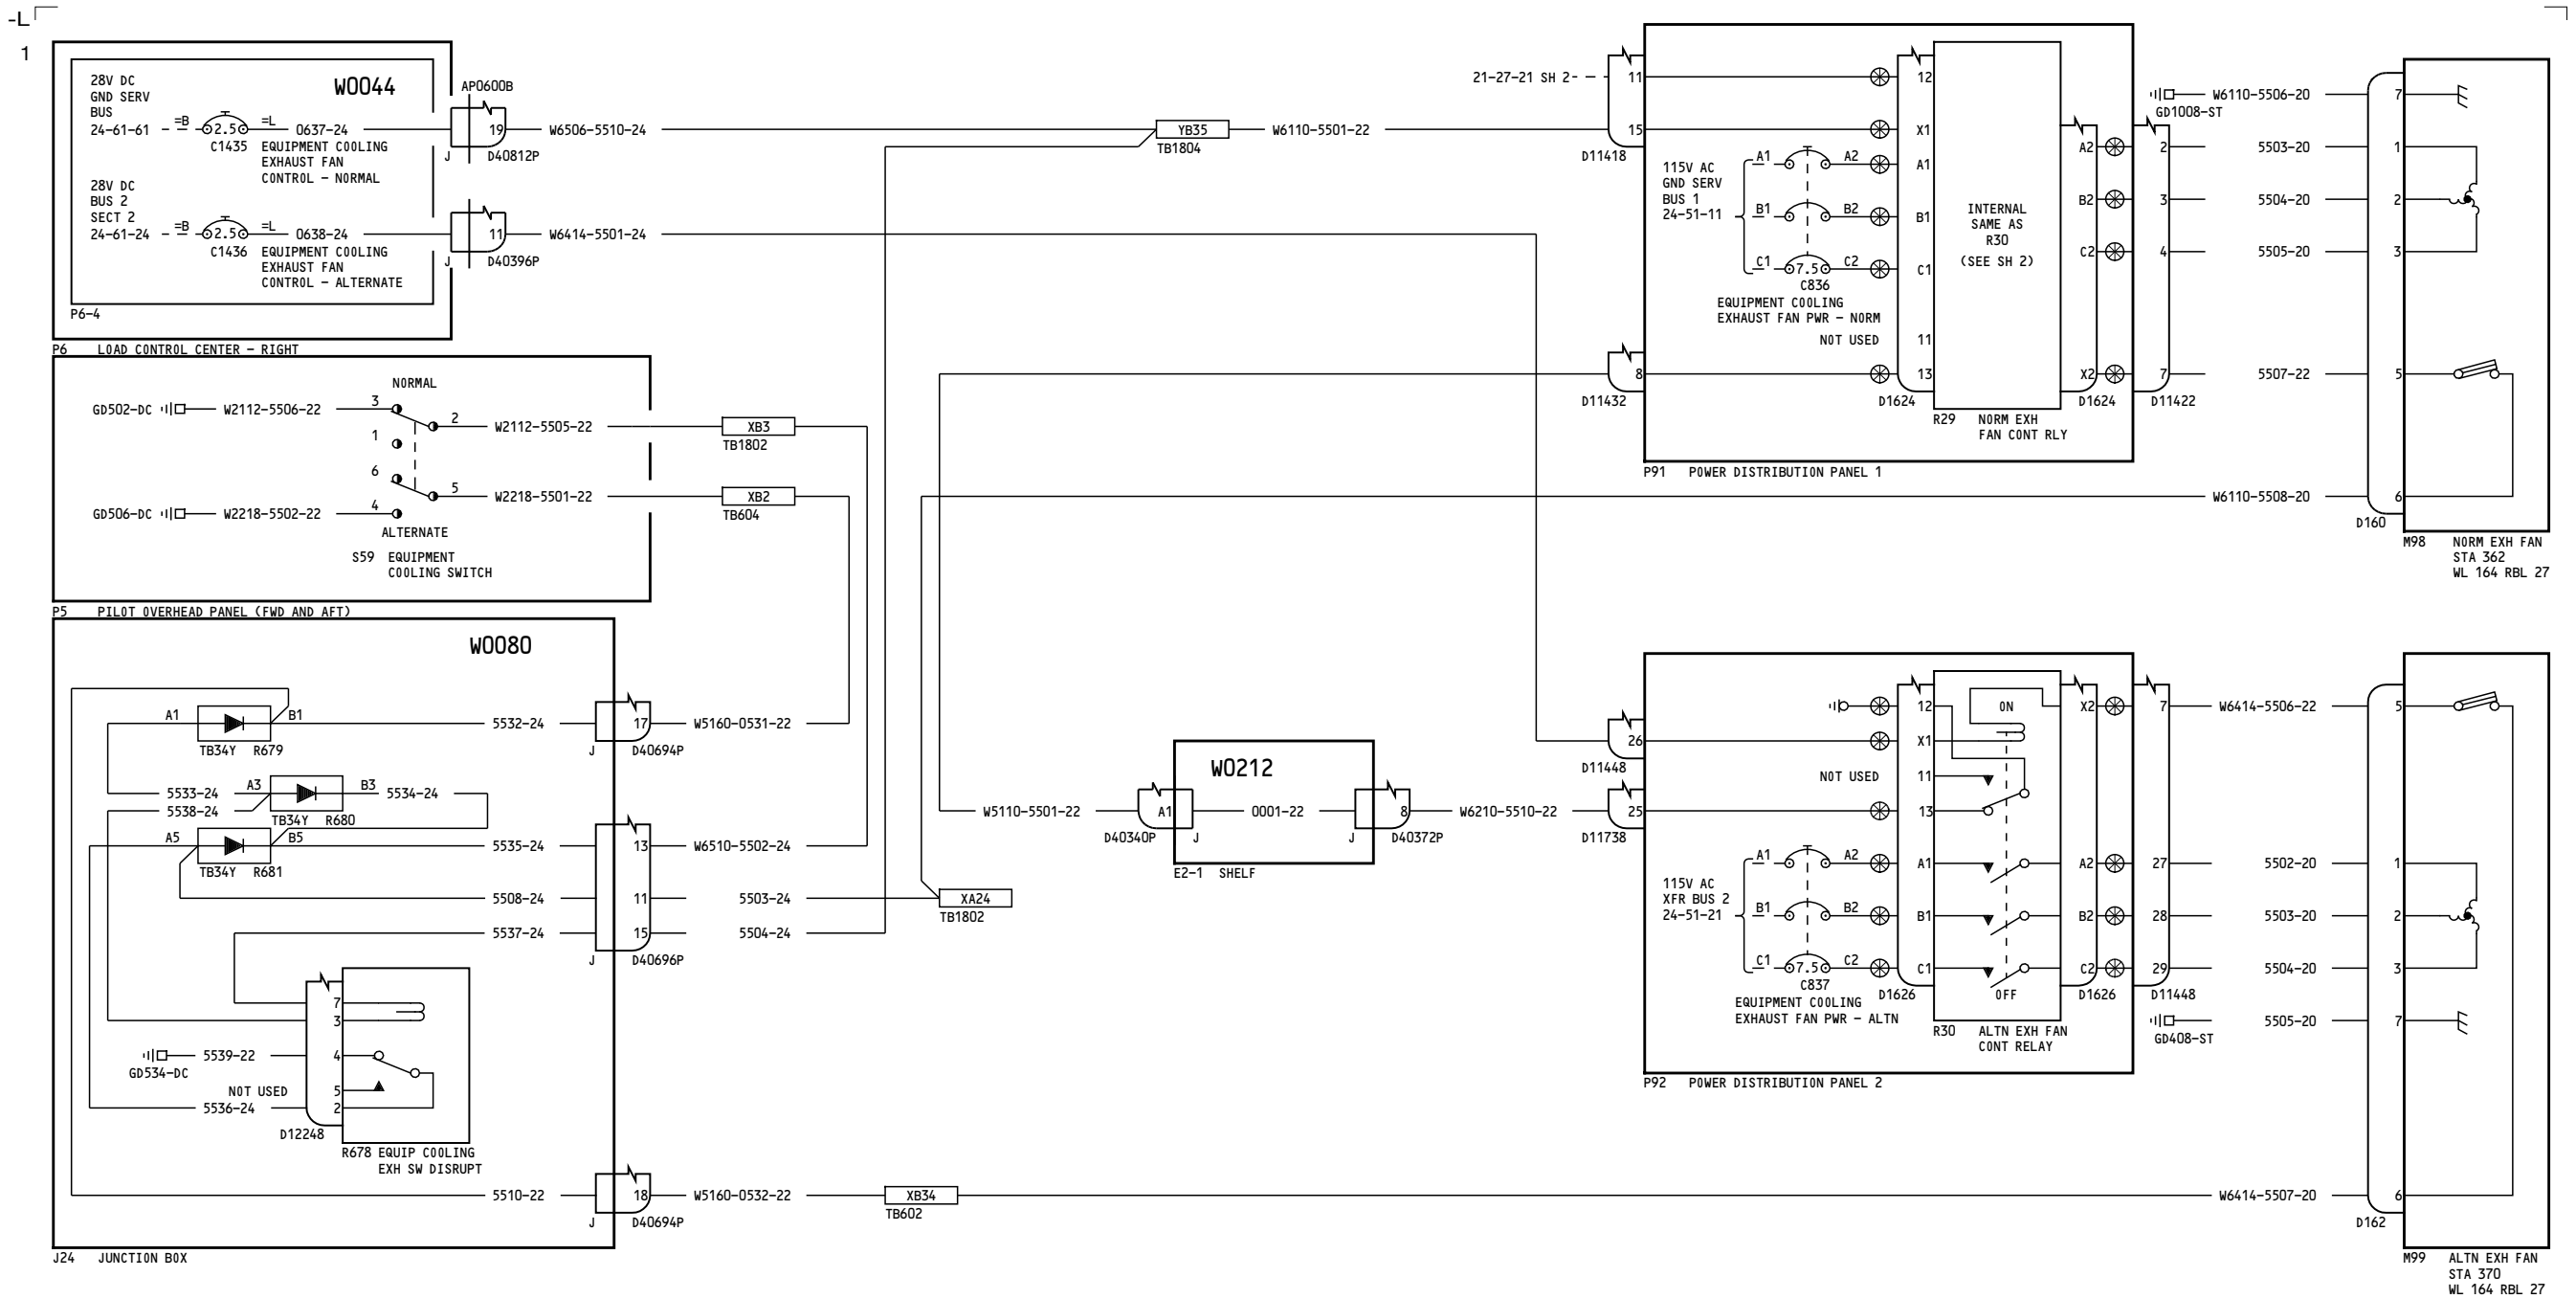 -L
1
28V DC
GND SERV
BUS
24-61-61
=B
2.5
=L
0637-24
C1435
EQUIPMENT COOLING
EXHAUST FAN
CONTROL - NORMAL
W0044
AP0600B
19
J
D40812P
W6506-5510-24
28V DC
BUS 2
SECT 2
24-61-24
=B
2.5
=L
0638-24
C1436
EQUIPMENT COOLING
EXHAUST FAN
CONTROL - ALTERNATE
11
J
D40396P
W6414-5501-24
P6-4
P6 LOAD CONTROL CENTER - RIGHT
NORMAL
GD502-DC
W2112-5506-22
3
2
W2112-5505-22
1
6
5
W2218-5501-22
GD506-DC
W2218-5502-22
4
ALTERNATE
S59 EQUIPMENT
COOLING SWITCH
XB3
TB1802
XB2
TB604
P5 PILOT OVERHEAD PANEL (FWD AND AFT)
W0080
A1
B1
TB34Y R679
5532-24
17
J
D40694P
W5160-0531-22
5533-24
A3
B3
5534-24
5538-24
TB34Y R680
A5
B5
TB34Y R681
5535-24
13
W6510-5502-24
5508-24
11
5503-24
5537-24
15
5504-24
J
D40696P
7
3
GD534-DC
5539-22
4
NOT USED
5
5536-24
2
D12248
R678 EQUIP COOLING
EXH SW DISRUPT
5510-22
18
J
D40694P
W5160-0532-22
XB34
TB602
J24 JUNCTION BOX
YB35
TB1804
W6110-5501-22
XA24
TB1802
W5110-5501-22
A1
D40340P
J
W0212
0001-22
8
J
D40372P
E2-1 SHELF
W6210-5510-22
21-27-21 SH 2-
11
12
15
X1
D11418
115V AC
GND SERV
BUS 1
24-51-11
A1
A2
A1
B1
B2
B1
C1
7.5
C2
C1
C836
EQUIPMENT COOLING
EXHAUST FAN PWR - NORM
NOT USED
11
8
13
D11432
D1624
INTERNAL
SAME AS
R30
(SEE SH 2)
R29 NORM EXH
FAN CONT RLY
A2
B2
C2
X2
D1624
2
3
4
7
D11422
P91 POWER DISTRIBUTION PANEL 1
GD1008-ST
W6110-5506-20
7
5503-20
1
5504-20
2
5505-20
3
5507-22
5
W6110-5508-20
6
D160
M98 NORM EXH FAN
STA 362
WL 164 RBL 27
12
26
X1
D11448
NOT USED
11
25
13
D11738
115V AC
XFR BUS 2
24-51-21
A1
A2
A1
B1
B2
B1
C1
7.5
C2
C1
C837
EQUIPMENT COOLING
EXHAUST FAN PWR - ALTN
D1626
ON
OFF
R30 ALTN EXH FAN
CONT RELAY
X2
A2
B2
C2
D1626
7
27
28
29
D11448
P92 POWER DISTRIBUTION PANEL 2
W6414-5506-22
5
5502-20
1
5503-20
2
5504-20
3
GD408-ST
5505-20
7
W6414-5507-20
6
D162
M99 ALTN EXH FAN
STA 370
WL 164 RBL 27